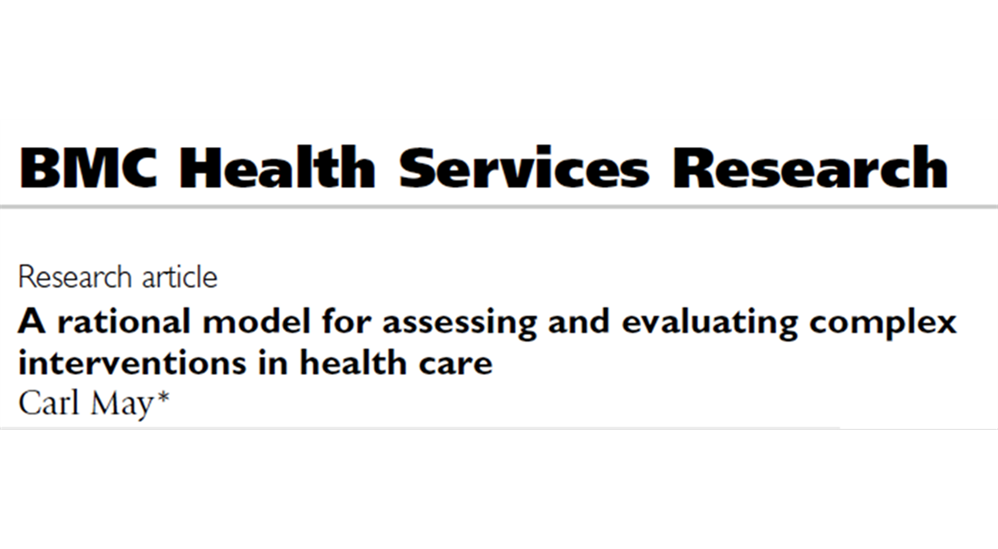 BMC Health Services Research
Research article
A rational model for assessing and evaluating complex
interventions in health care
Carl May*